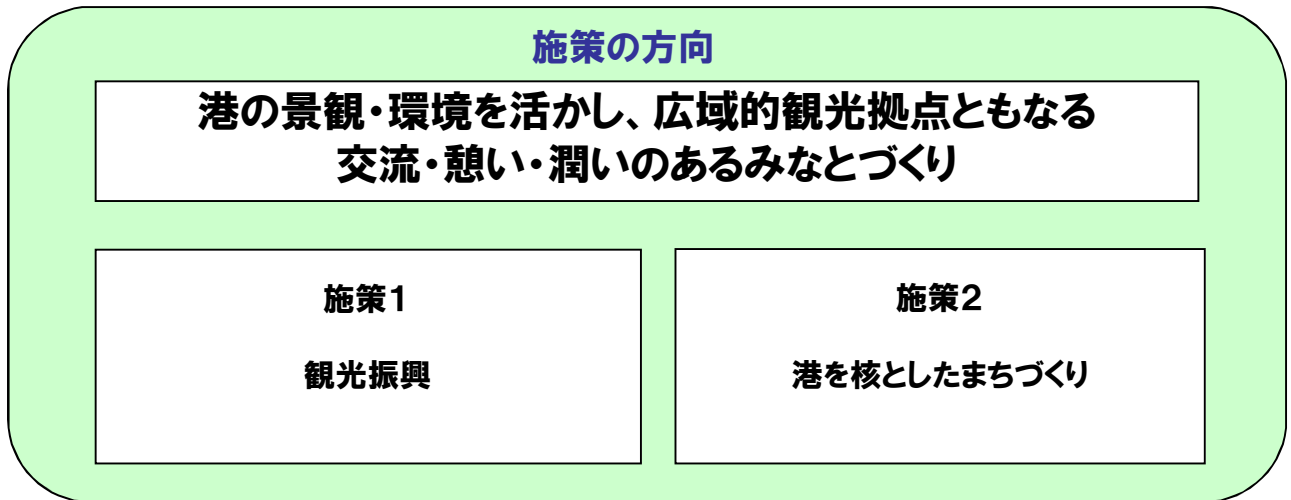 施策の方向
港の景観・環境を活かし、広域的観光拠点ともなる
交流・憩い・潤いのあるみなとづくり
施策１
観光振興
施策２
港を核としたまちづくり